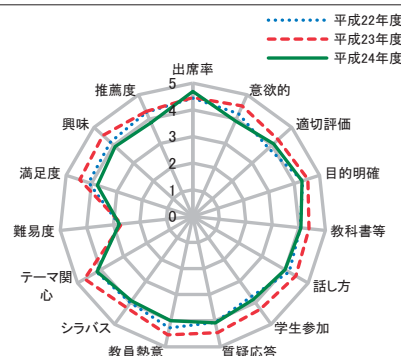 平成22年度
平成23年度
平成24年度
出席率
意欲的
適切評価
目的明確
教科書等
話し方
学生参加
質疑応答
教員熱意
シラバス
テーマ関
心
難易度
満足度
興味
推薦度
5
4
3
2
1
0